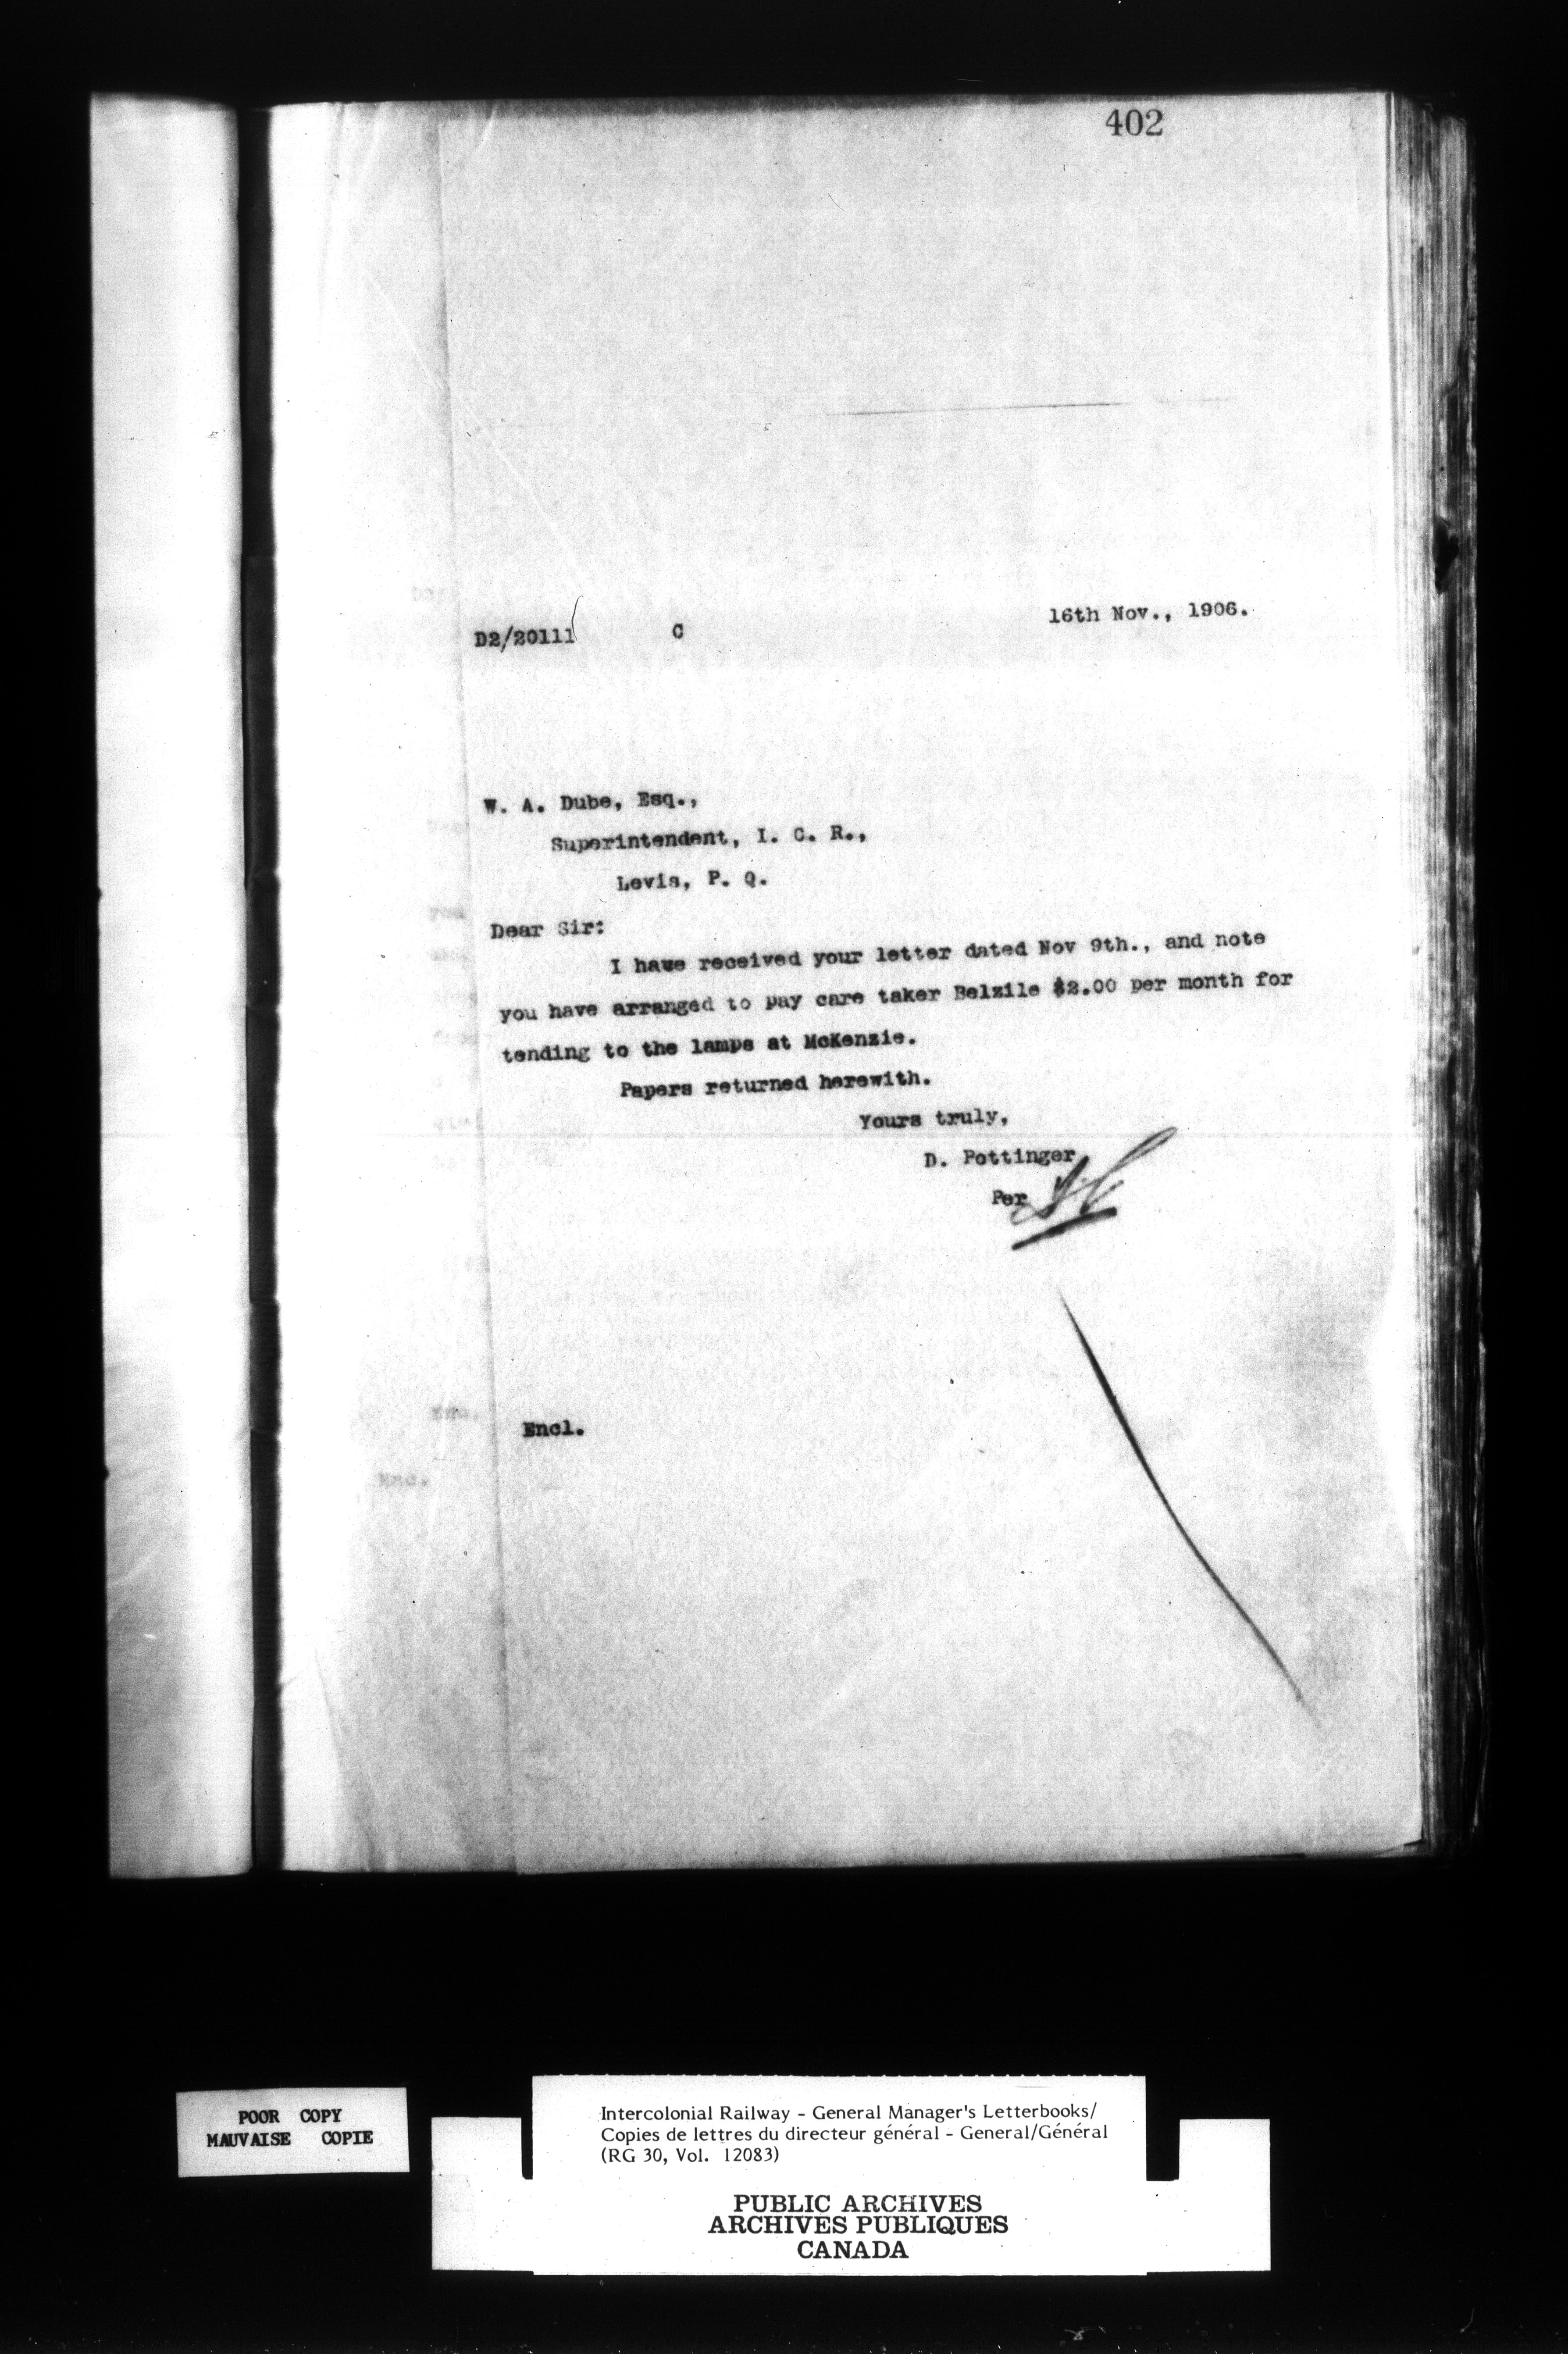 402
16th Nov., 1906.
D2/20111 C
W. A. Dube, Esq.,
Superintendent, I. C. R.,
Levis, P. Q.
Dear Sir:
I have received your letter dated Nov 9th., and note
you have arranged to pay care taker Belzile $2.00 per month for
tending to the lamps at McKenzie.
Papers returned herewith.
Yours truly,
D. Pottinger
Per
Encl.
POOR COPY
MAUVAISE COPIE
Intercolonial Railway - General Manager's Letterbooks/
Copies de lettres du directeur général - General/Général
(RG 30, Vol. 12083)
PUBLIC ARCHIVES
ARCHIVES PUBLIQUES
CANADA